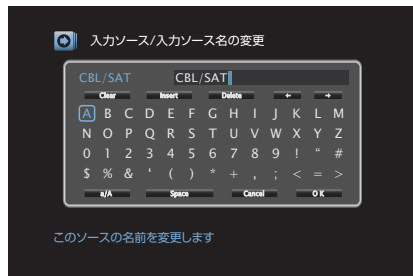 入力ソース/入力ソース名の変更
CBL/SAT CBL/SAT
Clear Insert Delete ← →
A B C D E F G H I J K L M
N O P Q R S T U V W X Y Z
0 1 2 3 4 5 6 7 8 9 ! “ #
$ % & ‘ ( ) * + , ; < = >
a/A Space Cancel OK
このソースの名前を変更します